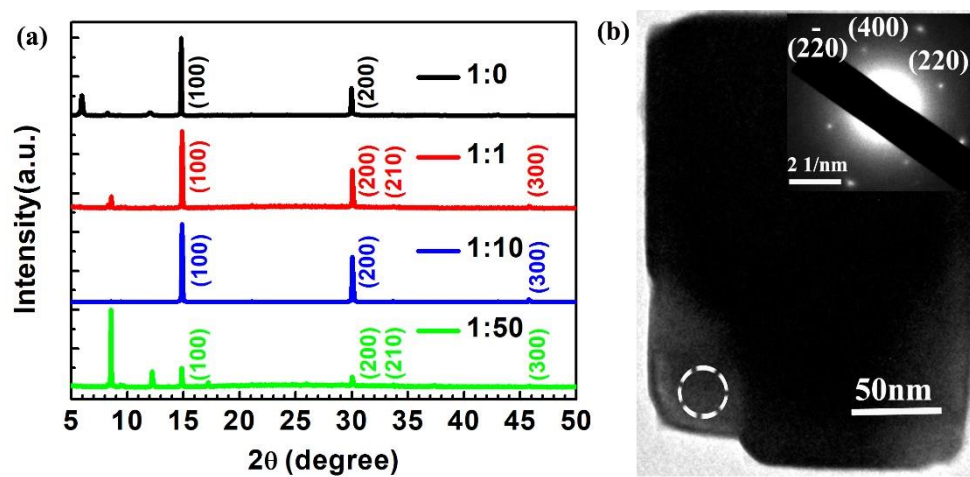 (a)
Intensity(a.u.)
(100)
(200)
1:0
(100)
(200)
(210)
1:1
(300)
(100)
(200)
1:10
(300)
(100)
(200)
(210)
1:50
(300)
5 10 15 20 25 30 35 40 45 50
2θ (degree)
(b)
(2̄20) (400)
(220)
2 1/nm
50nm